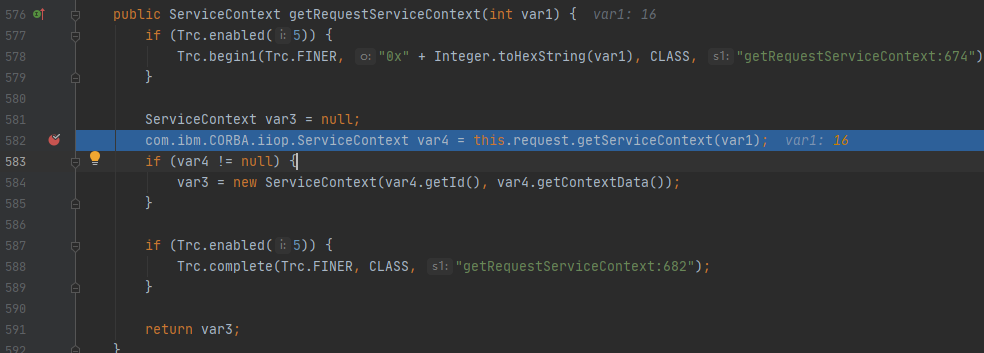 576 public ServiceContext getRequestServiceContext(int var1) { var1: 16
577 if (Trc.enabled( i: 5)) {
578 Trc.begin1(Trc.FINER, o: "0x" + Integer.toHexString(var1), CLASS, s1: "getRequestServiceContext:674")
579 }
580
581 ServiceContext var3 = null;
582 com.ibm.CORBA.iiop.ServiceContext var4 = this.request.getServiceContext(var1); var1: 16
583 if (var4 != null) {
584 var3 = new ServiceContext(var4.getId(), var4.getContextData());
585 }
586
587 if (Trc.enabled( i: 5)) {
588 Trc.complete(Trc.FINER, CLASS, s1: "getRequestServiceContext:682");
589 }
590
591 return var3;
592 }